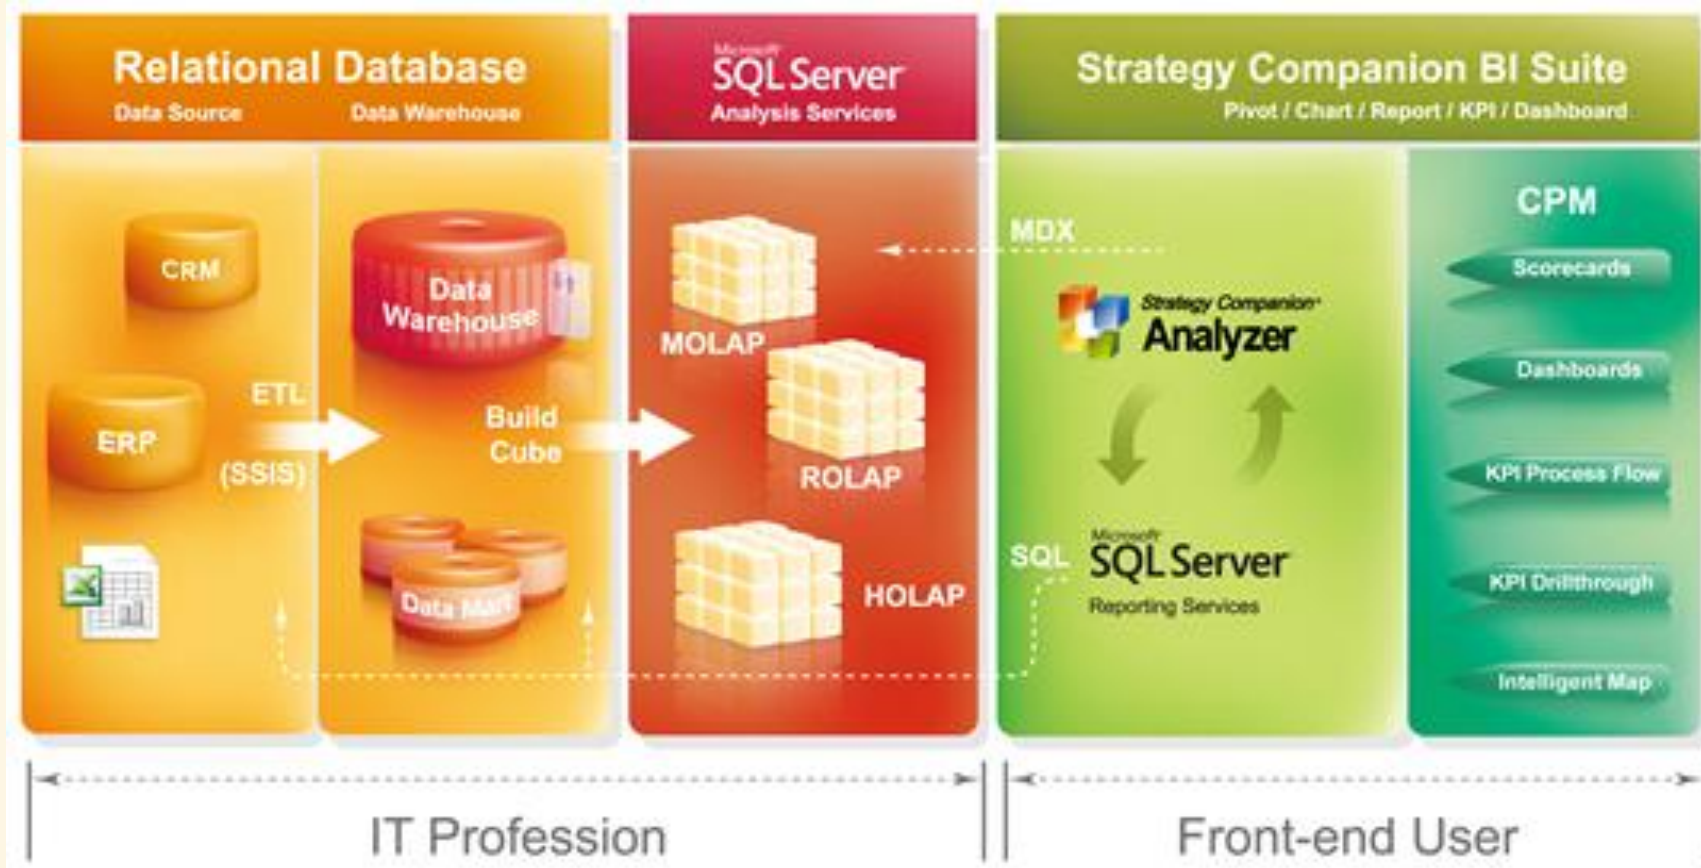 Relational Database
Data Source
Data Warehouse
Microsoft
SQL Server
Analysis Services
Strategy Companion BI Suite
Pivot / Chart / Report / KPI / Dashboard
CRM
ERP
ETL
(SSIS)
Data
Warehouse
Build
Cube
Data Mart
MOLAP
ROLAP
HOLAP
MDX
Strategy Companion
Analyzer
SQL
Microsoft
SQL Server
Reporting Services
CPM
Scorecards
Dashboards
KPI Process Flow
KPI Drillthrough
Intelligent Map
IT Profession
Front-end User